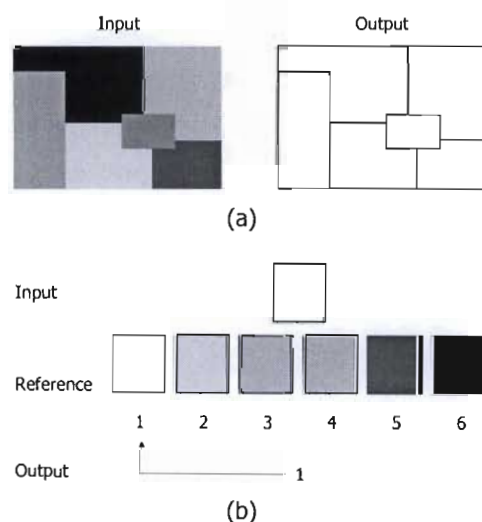 Input Output
(a)
Input
Reference
1 2 3 4 5 6
Output 1
(b)